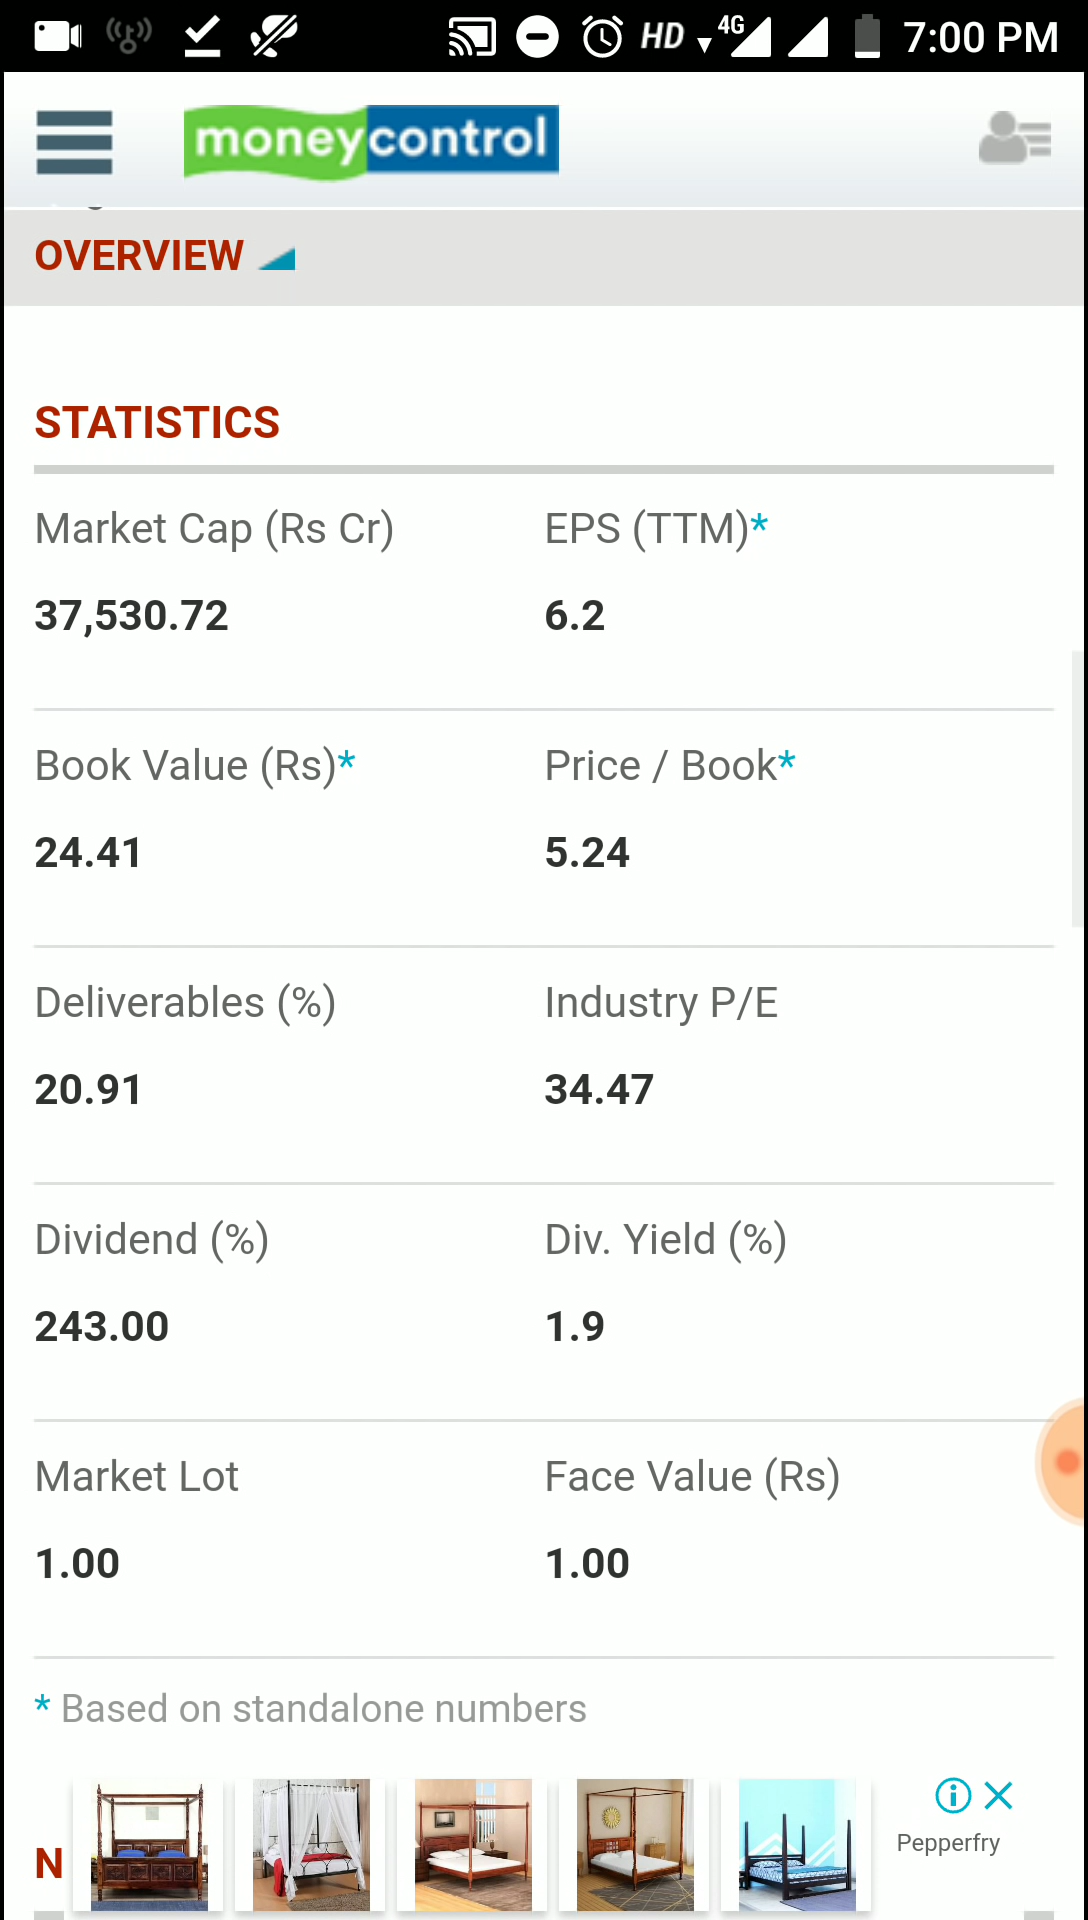 HD 4G 7:00 PM
moneycontrol
OVERVIEW
STATISTICS
Market Cap (Rs Cr) EPS (TTM)*
37,530.72 6.2
Book Value (Rs)* Price / Book*
24.41 5.24
Deliverables (%) Industry P/E
20.91 34.47
Dividend (%) Div. Yield (%)
243.00 1.9
Market Lot Face Value (Rs)
1.00 1.00
* Based on standalone numbers
Pepperfry
N